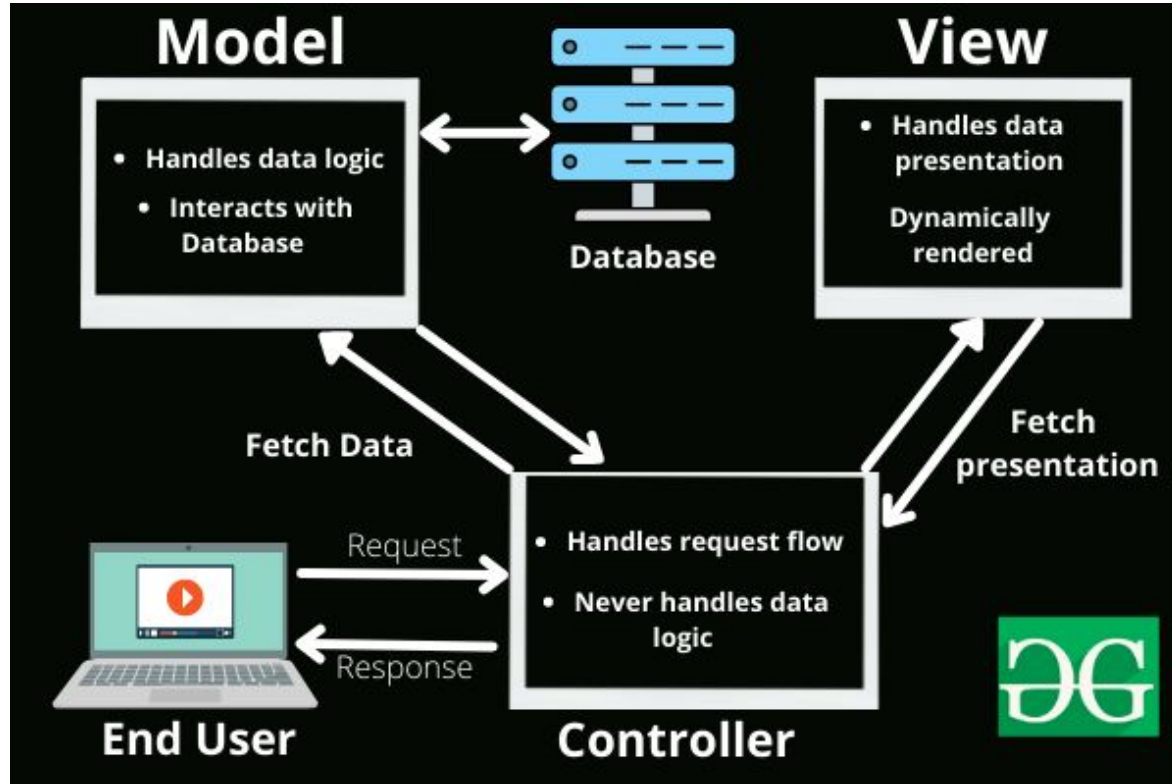 Model
View
• Handles data logic
• Interacts with
Database
Database
• Handles data
presentation
Dynamically
rendered
Fetch Data
Fetch
presentation
Request
Response
• Handles request flow
• Never handles data
logic
End User
Controller